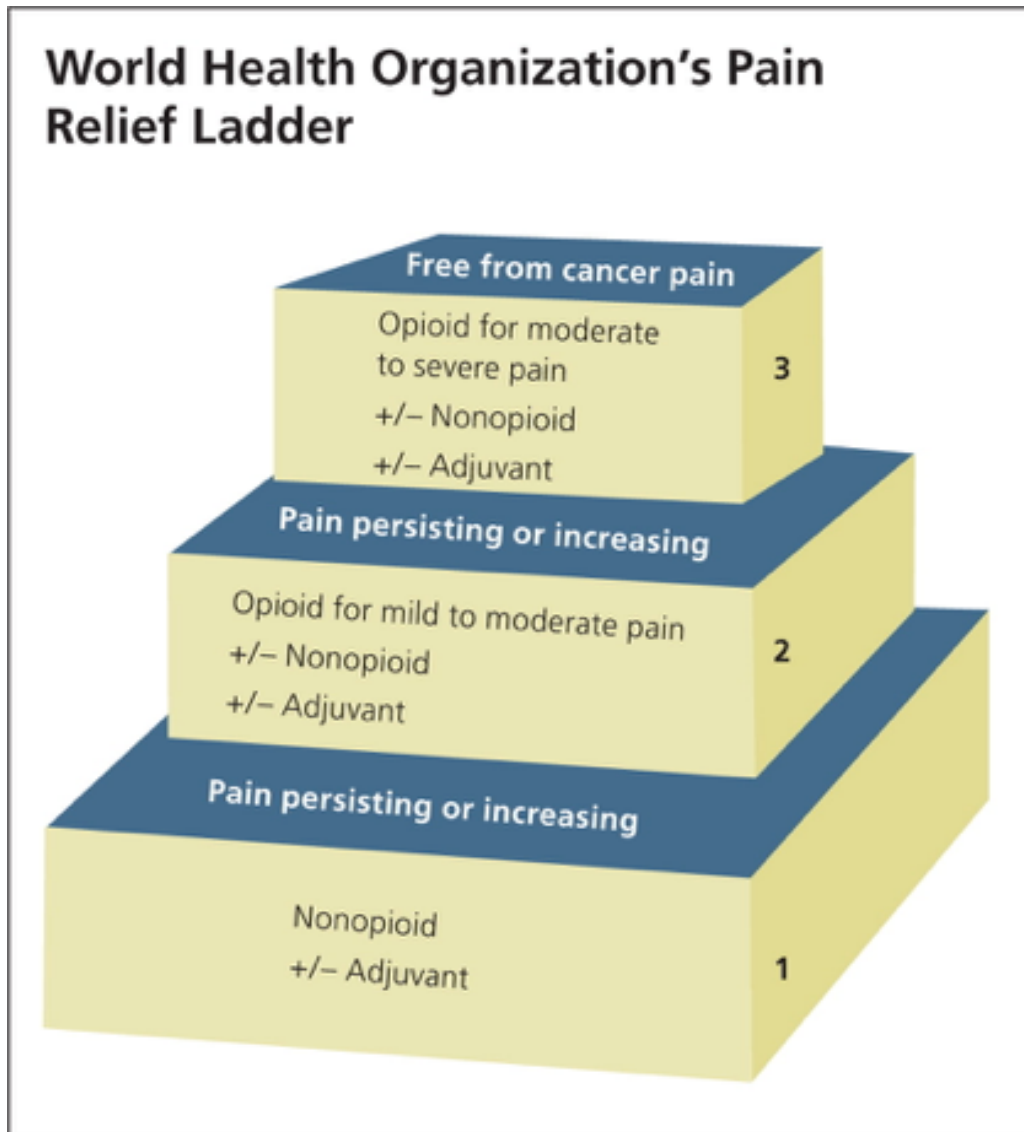 World Health Organization’s Pain
Relief Ladder
Free from cancer pain
Opioid for moderate
to severe pain
+/– Nonopioid
+/– Adjuvant
3
Pain persisting or increasing
Opioid for mild to moderate pain
+/– Nonopioid
+/– Adjuvant
2
Pain persisting or increasing
Nonopioid
+/– Adjuvant
1